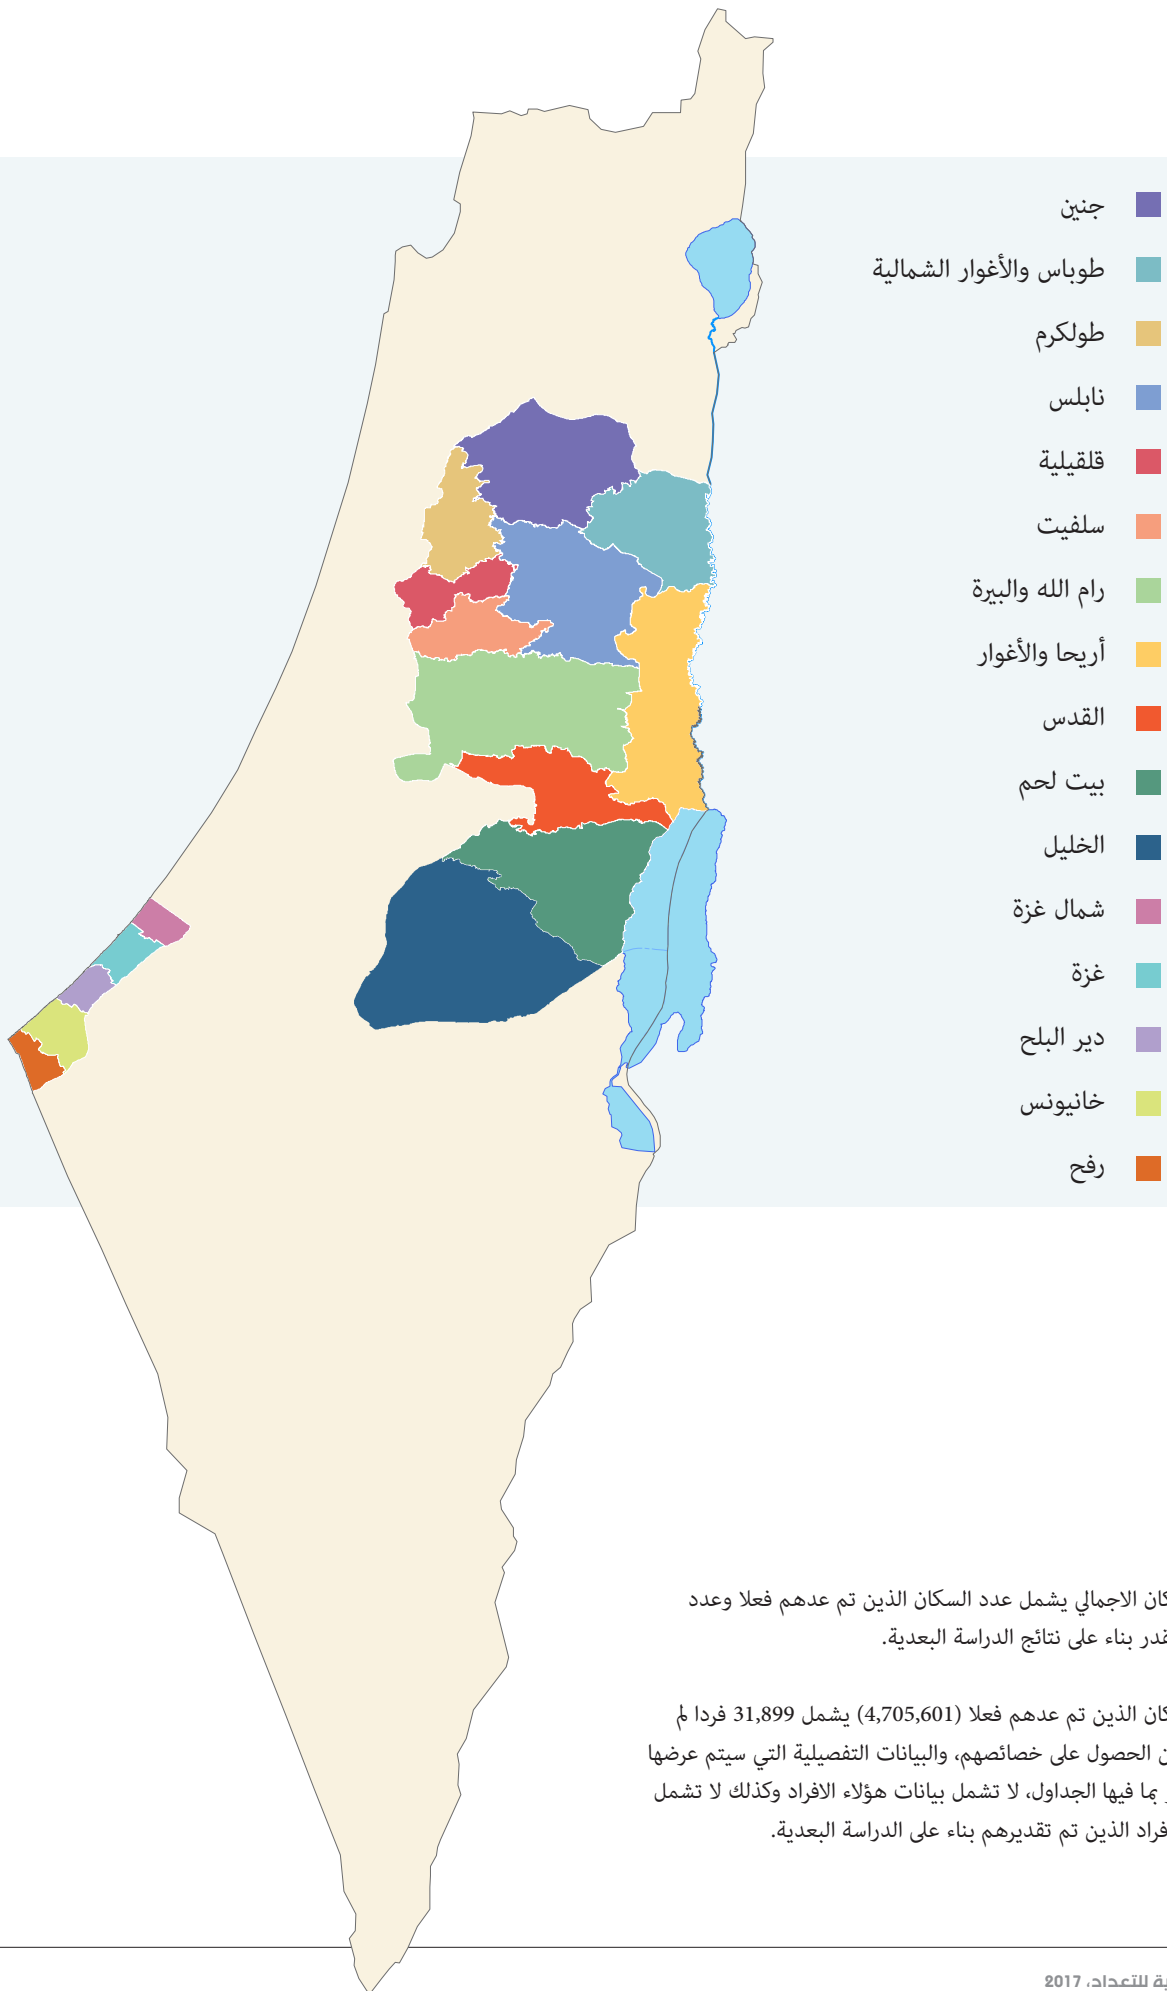 جنين
طوباس والأغوار الشمالية
طولكرم
نابلس
قلقيلية
سلفيت
رام الله والبيرة
أريحا والأغوار
القدس
بيت لحم
الخليل
شمال غزة
غزة
دير البلح
خانيونس
رفح
الاجمالي يشمل عدد السكان الذين تم عدهم فعلا وعدد
بناء على نتائج الدراسة البعدية.
الذين تم عدهم فعلا (4,705,601) يشمل 31,899 فردا لم
الحصول على خصائصهم، والبيانات التفصيلية التي سيتم عرضها
بما فيها الجداول، لا تشمل بيانات هؤلاء الافراد وكذلك لا تشمل
الذين تم تقديرهم بناء على الدراسة البعدية.
للتعداد، 2017